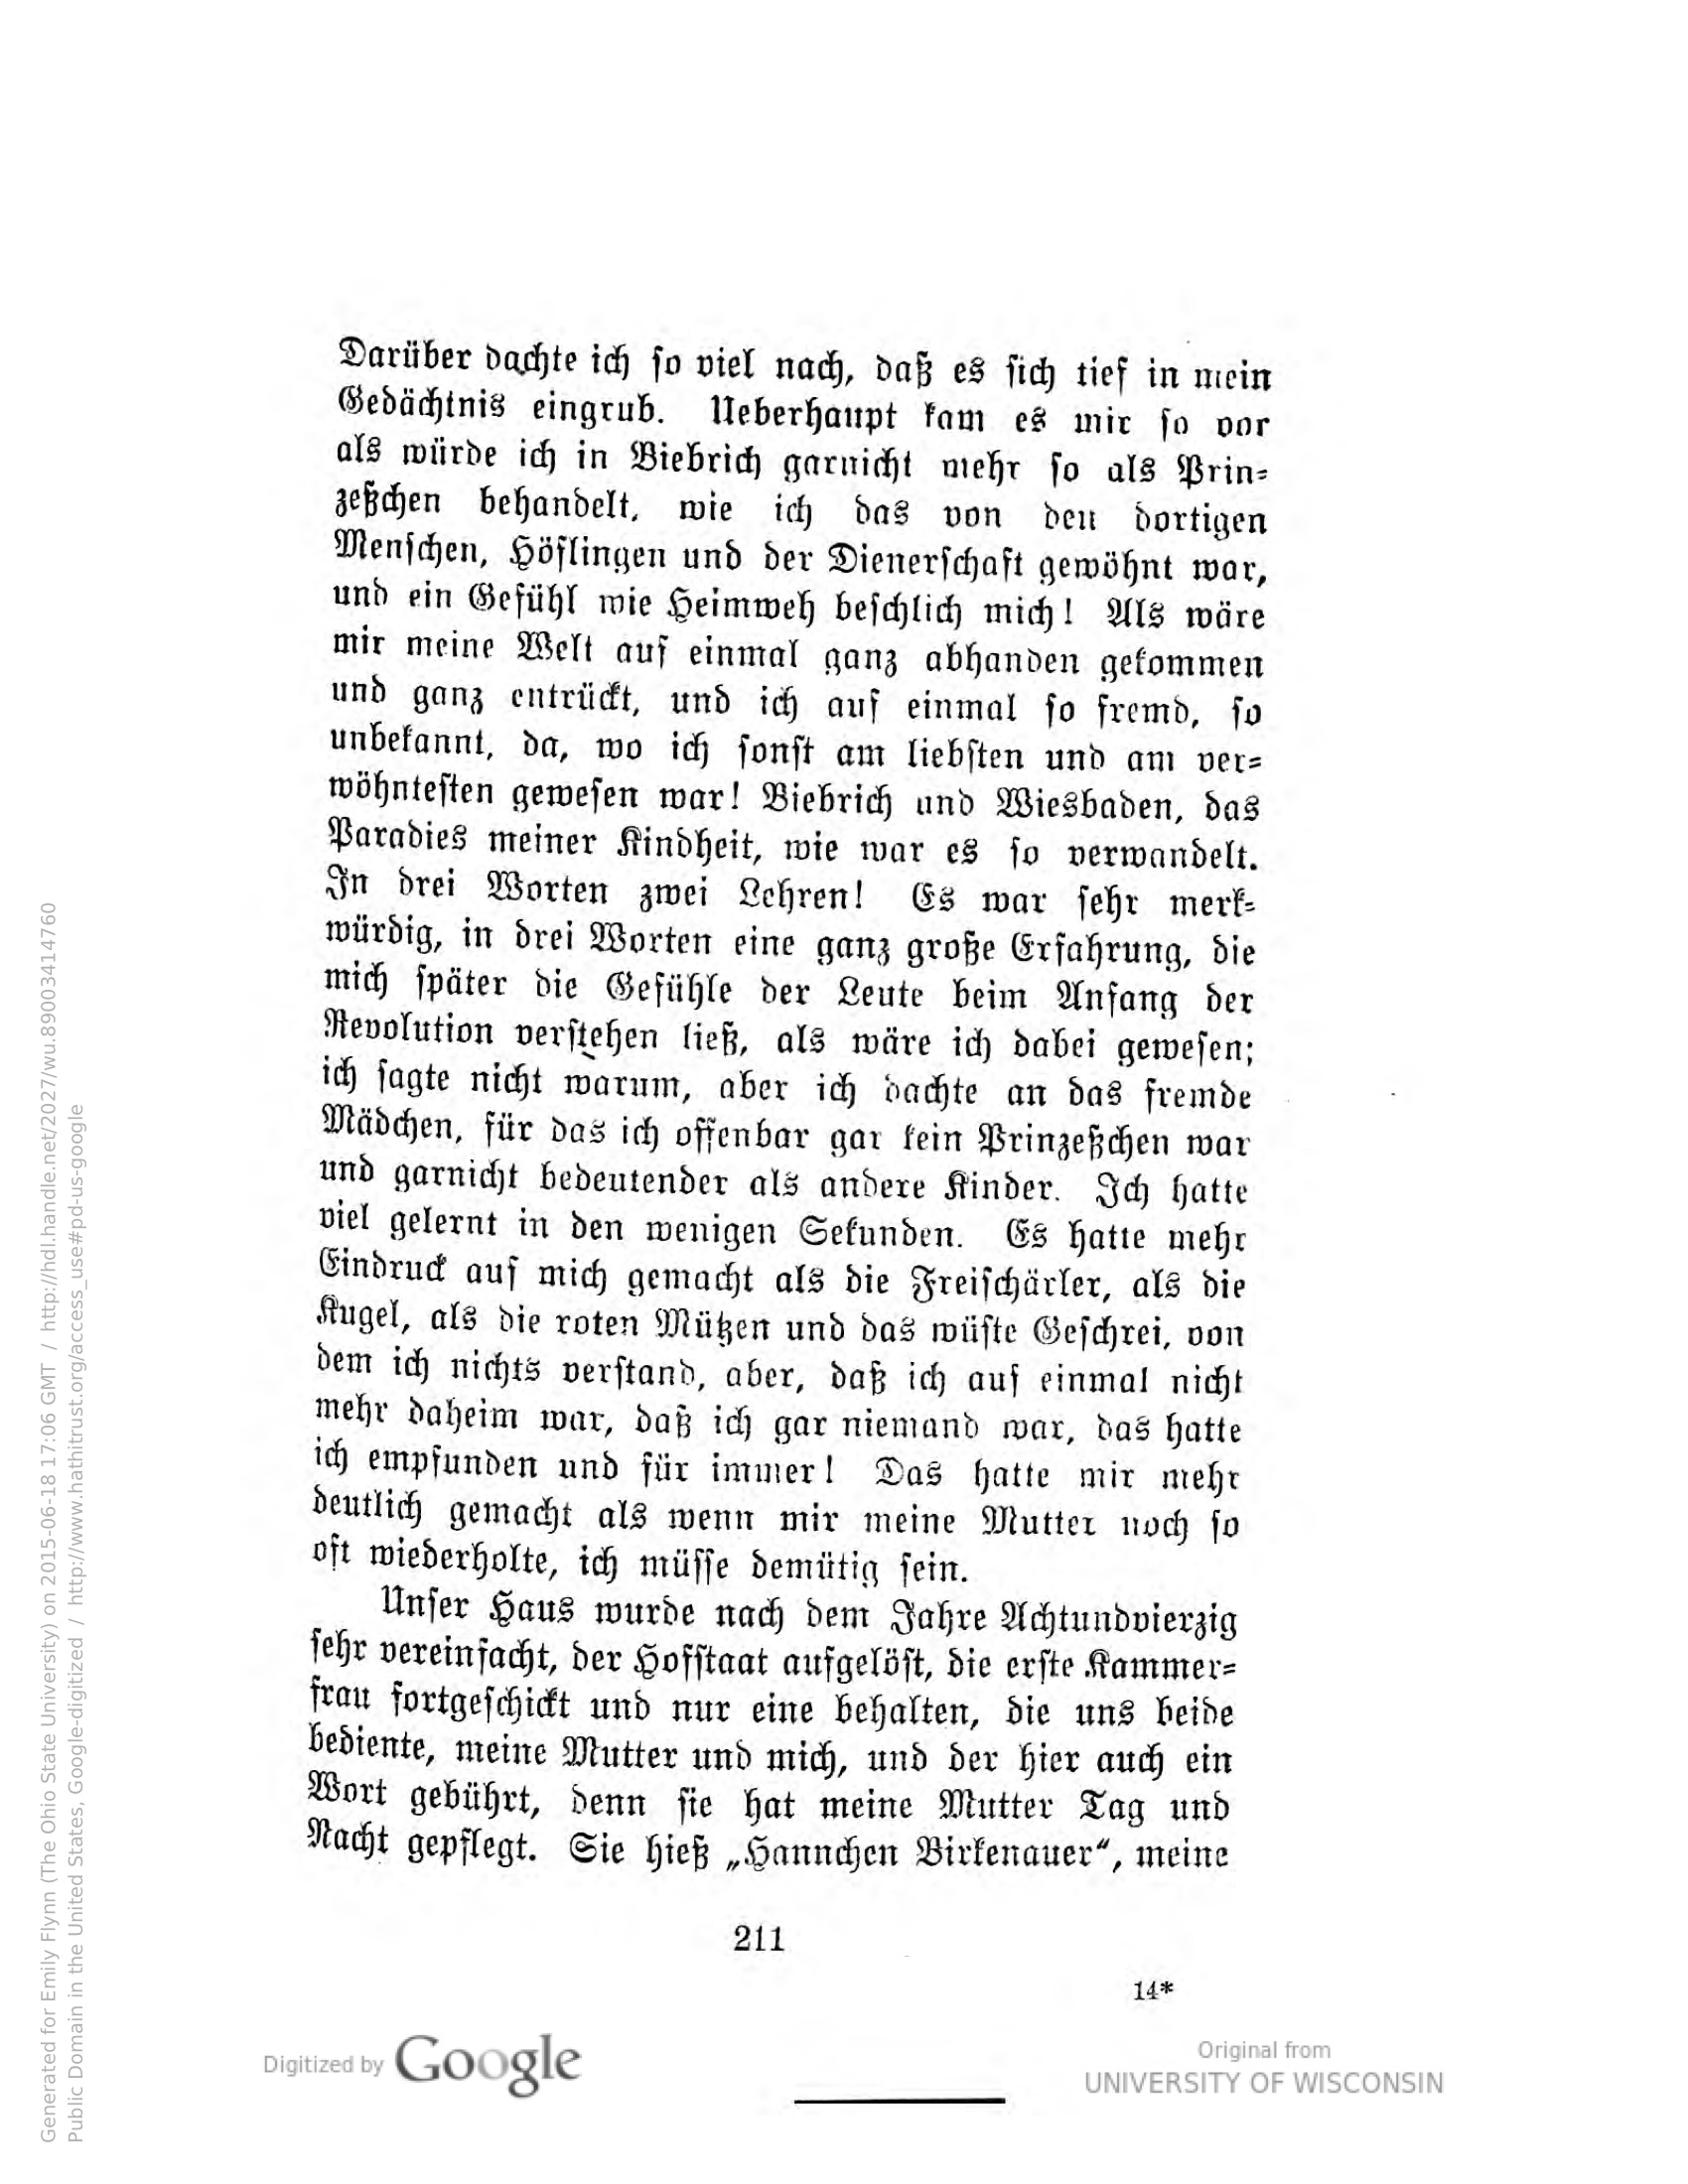 Darüber dachte ich so viel nach, daß es sich tief in mein
Gedächtnis eingrub. Ueberhaupt kam es mir so vor
als würde ich in Biebrich garnicht mehr so als Prin=
zeßchen behandelt, wie ich das von den dortigen
Menschen, Höflingen und der Dienerschaft gewöhnt war,
und ein Gefühl wie Heimweh beschlich mich! Als wäre
mir meine Welt auf einmal ganz abhanden gekommen
und ganz entrückt, und ich auf einmal so fremd, so
unbekannt, da, wo ich sonst am liebsten und am ver=
wöhntesten gewesen war! Biebrich und Wiesbaden, das
Paradies meiner Kindheit, wie war es so verwandelt.
In drei Worten zwei Lehren! Es war sehr merk=
würdig, in drei Worten eine ganz große Erfahrung, die
mich später die Gefühle der Leute beim Anfang der
Revolution verstehen ließ, als wäre ich dabei gewesen;
ich sagte nicht warum, aber ich dachte an das fremde
Mädchen, für das ich offenbar gar kein Prinzeßchen war
und garnicht bedeutender als andere Kinder. Ich hatte
viel gelernt in den wenigen Sekunden. Es hatte mehr
Eindruck auf mich gemacht als die Freischärler, als die
Kugel, als die roten Mützen und das wüste Geschrei, von
dem ich nichts verstand, aber, daß ich auf einmal nicht
mehr daheim war, daß ich gar niemand war, das hatte
ich empfunden und für immer! Das hatte mir mehr
deutlich gemacht als wenn mir meine Mutter noch so
oft wiederholte, ich müsse demütig sein.
Unser Haus wurde nach dem Jahre Achtundvierzig
sehr vereinfacht, der Hofstaat aufgelöst, die erste Kammer=
frau fortgeschickt und nur eine behalten, die uns beide
bediente, meine Mutter und mich, und der hier auch ein
Wort gebührt, denn sie hat meine Mutter Tag und
Nacht gepflegt. Sie hieß „Hannchen Birkenauer“, meine
211
14*
Digitized by Google
Original from
UNIVERSITY OF WISCONSIN
Generated for Emily Flynn (The Ohio State University) on 2015-06-18 17:06 GMT / http://hdl.handle.net/2027/wu.89003414760
Public Domain in the United States, Google-digitized / http://www.hathitrust.org/access_use#pd-us-google